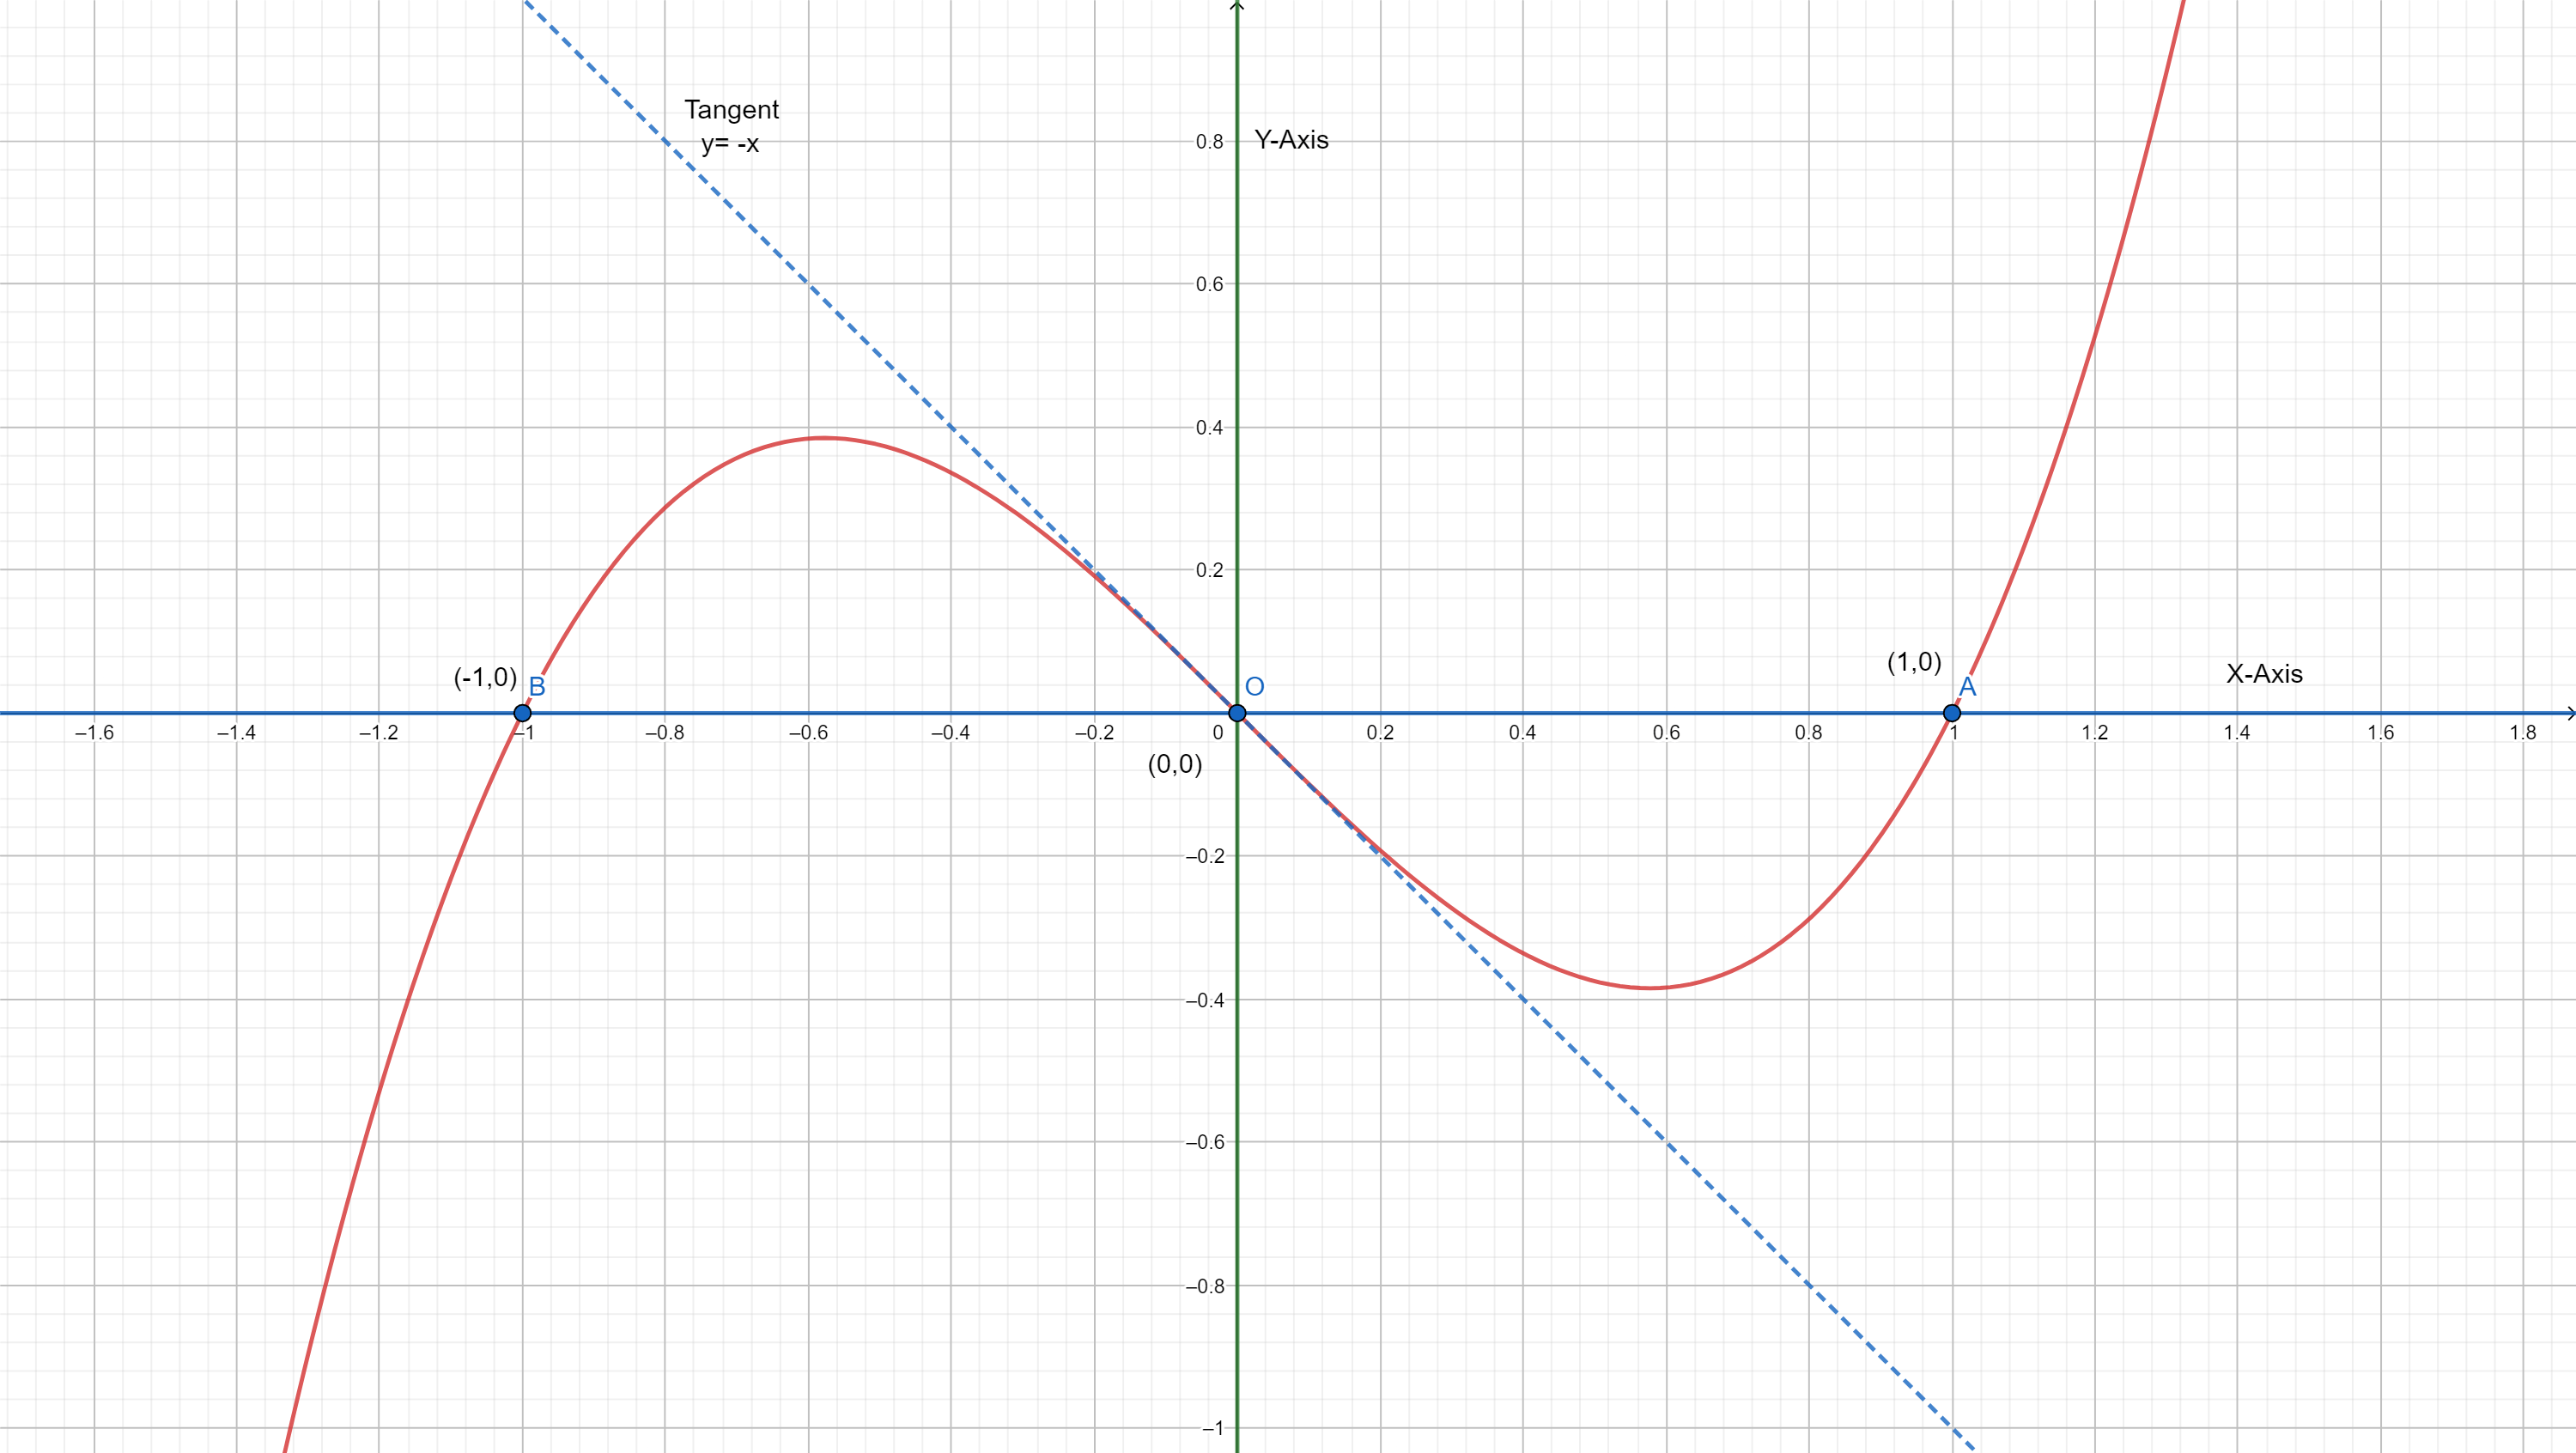 Tangent
y= -x
Y-Axis
0.8
0.6
0.4
0.2
(-1,0)
B
O
(1,0)
A
X-Axis
–1.6 –1.4 –1.2 –1 –0.8 –0.6 –0.4 –0.2 0 0.2 0.4 0.6 0.8 1 1.2 1.4 1.6 1.8
(0,0)
–0.2
–0.4
–0.6
–0.8
–1